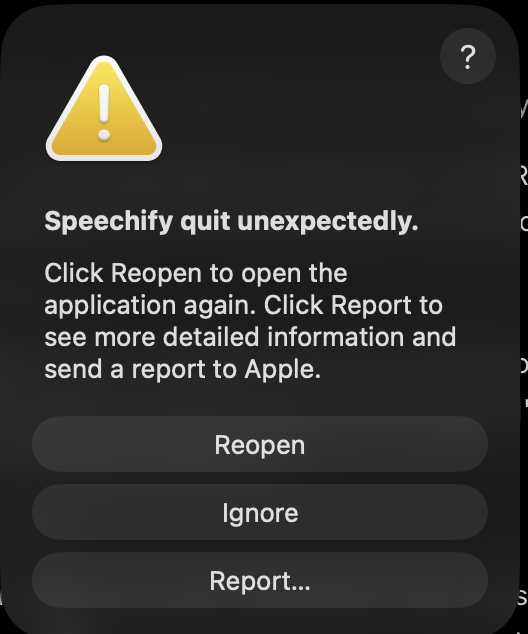 ?
Speechify quit unexpectedly.
Click Reopen to open the
application again. Click Report to
see more detailed information and
send a report to Apple.
Reopen
Ignore
Report...